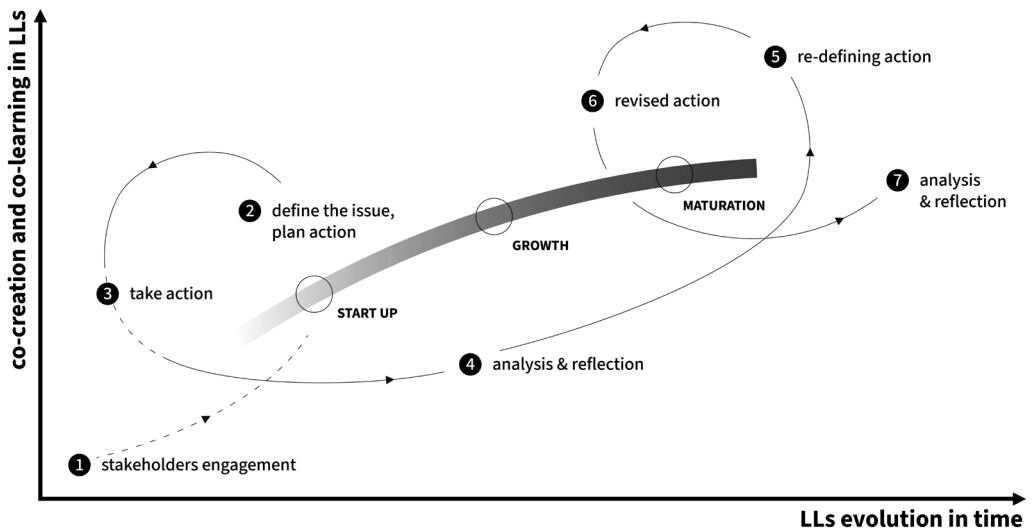 co-creation and co-learning in LLs
5 re-defining action
6 revised action
7 analysis
& reflection
MATURATION
2 define the issue,
plan action
GROWTH
3 take action
START UP
4 analysis & reflection
1 stakeholders engagement
LLs evolution in time